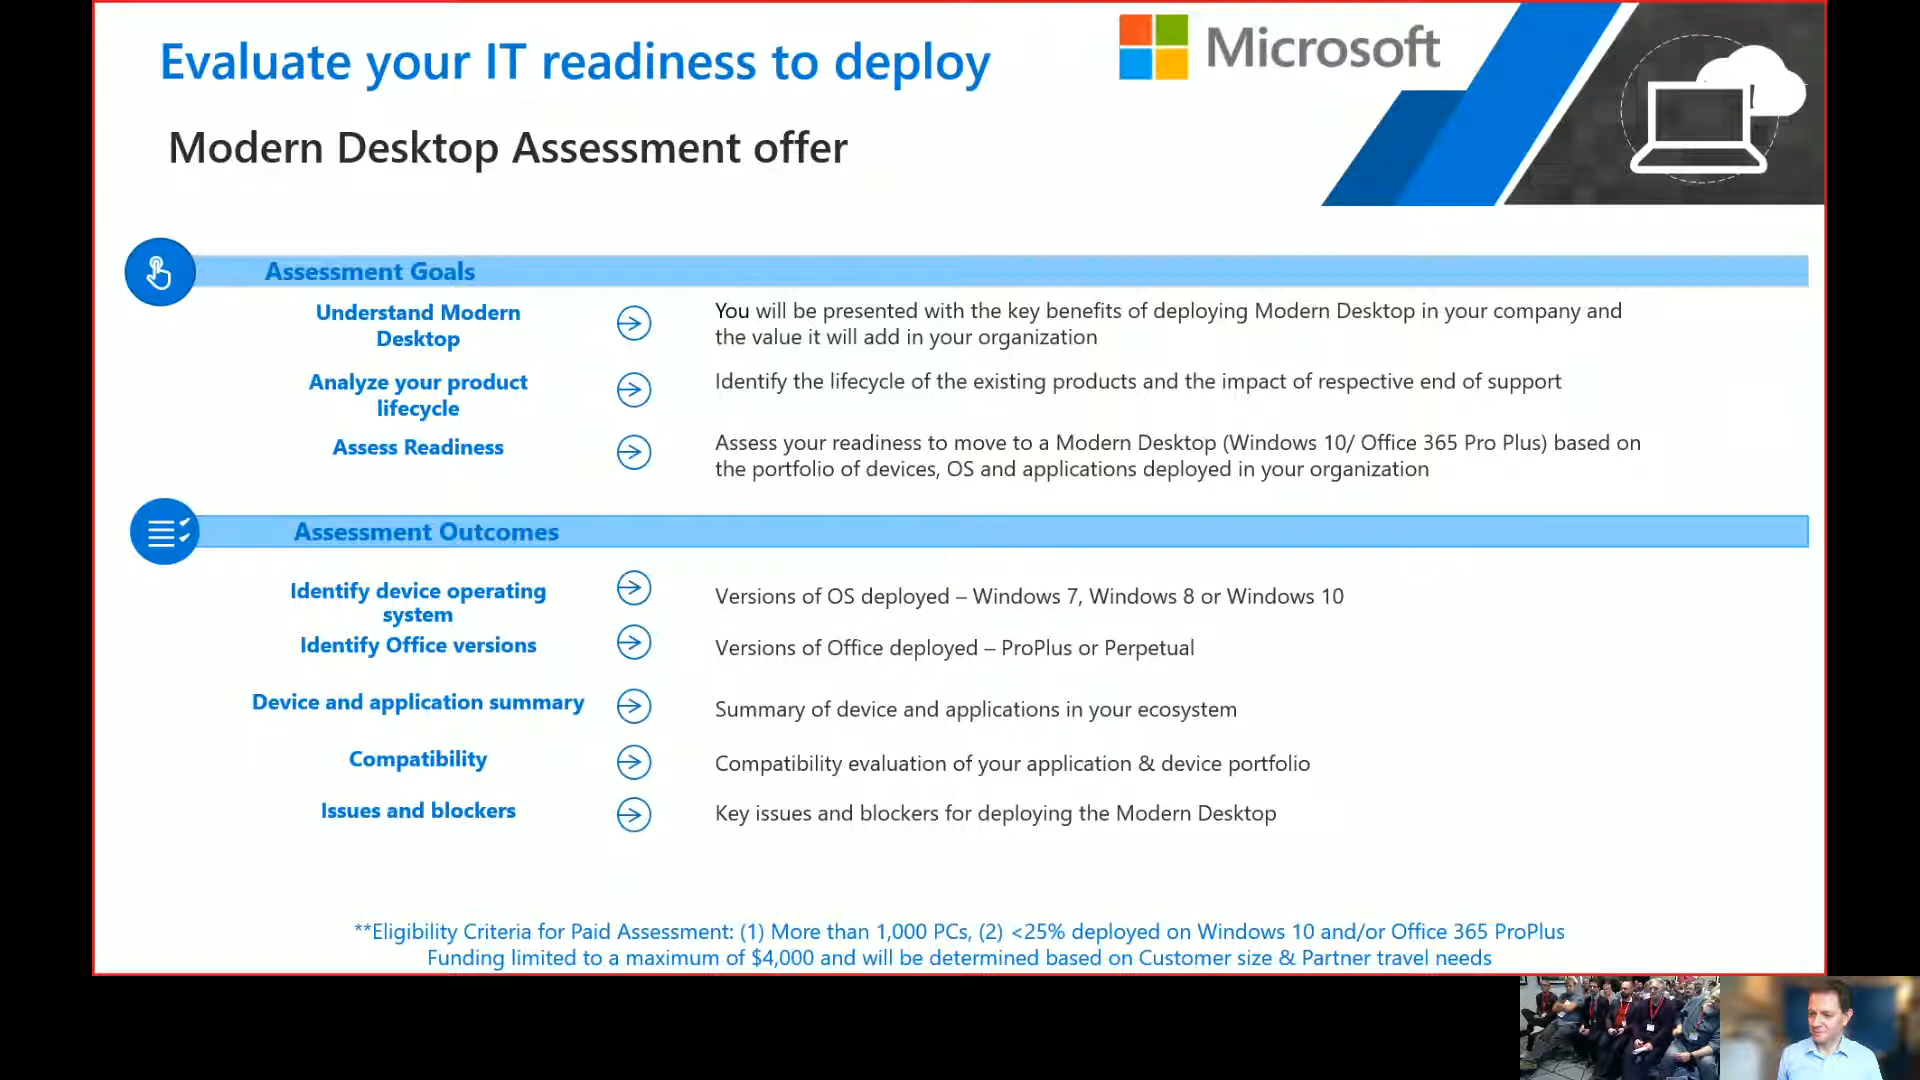 Evaluate your IT readiness to deploy
Microsoft
Modern Desktop Assessment offer
Assessment Goals
Understand Modern
Desktop
You will be presented with the key benefits of deploying Modern Desktop in your company and
the value it will add in your organization
Analyze your product
lifecycle
Identify the lifecycle of the existing products and the impact of respective end of support
Assess Readiness
Assess your readiness to move to a Modern Desktop (Windows 10/ Office 365 Pro Plus) based on
the portfolio of devices, OS and applications deployed in your organization
Assessment Outcomes
Identify device operating
system
Versions of OS deployed – Windows 7, Windows 8 or Windows 10
Identify Office versions
Versions of Office deployed – ProPlus or Perpetual
Device and application summary
Summary of device and applications in your ecosystem
Compatibility
Compatibility evaluation of your application & device portfolio
Issues and blockers
Key issues and blockers for deploying the Modern Desktop
**Eligibility Criteria for Paid Assessment: (1) More than 1,000 PCs, (2) <25% deployed on Windows 10 and/or Office 365 ProPlus
Funding limited to a maximum of $4,000 and will be determined based on Customer size & Partner travel needs